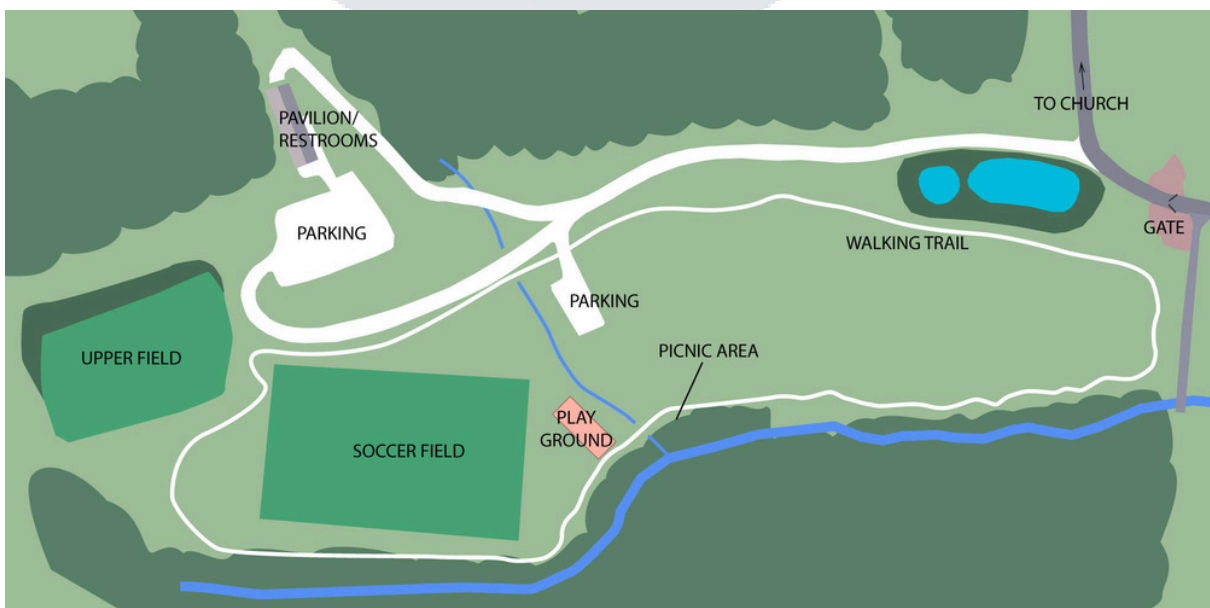 TO CHURCH
PAVILION/
RESTROOMS
PARKING
GATE
WALKING TRAIL
PARKING
UPPER FIELD
PICNIC AREA
PLAY
GROUND
SOCCER FIELD